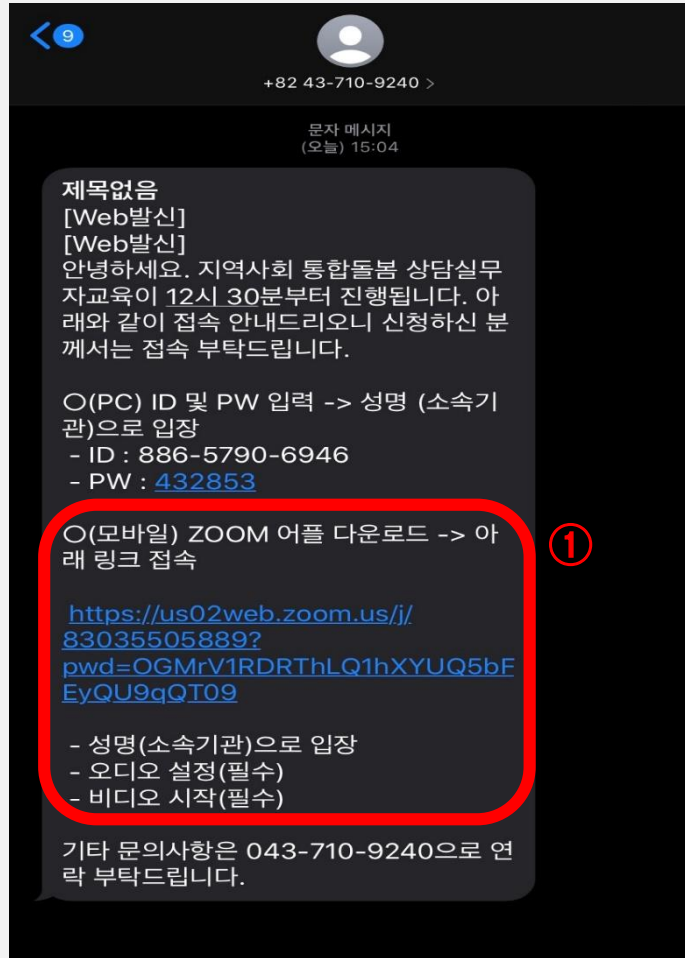 9
+82 43-710-9240 >
문자 메시지
(오늘) 15:04
제목없음
[Web발신]
[Web발신]
안녕하세요. 지역사회 통합돌봄 상담실무
자교육이 12시 30분부터 진행됩니다. 아
래와 같이 접속 안내드리오니 신청하신 분
께서는 접속 부탁드립니다.
○(PC) ID 및 PW 입력 -> 성명 (소속기
관)으로 입장
- ID : 886-5790-6946
- PW : 432853
○(모바일) ZOOM 어플 다운로드 -> 아
래 링크 접속
①
https://us02web.zoom.us/j/
83035505889?
pwd=OGMrV1RDRThLQ1hXYUQ5bF
EyQU9qQT09
- 성명(소속기관)으로 입장
- 오디오 설정(필수)
- 비디오 시작(필수)
기타 문의사항은 043-710-9240으로 연
락 부탁드립니다.